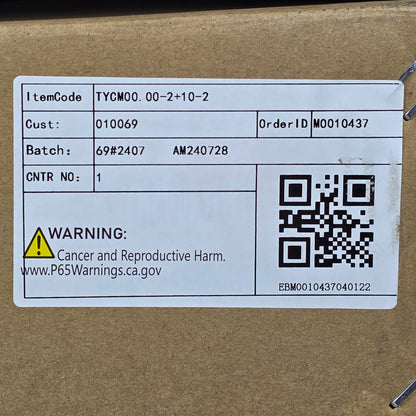 ItemCode TYCM00.00-2+10-2
Cust: 010069 OrderID M0010437
Batch: 69#2407 AM240728
CNTR NO: 1
WARNING:
Cancer and Reproductive Harm.
www.P65Warnings.ca.gov
EBM0010437040122